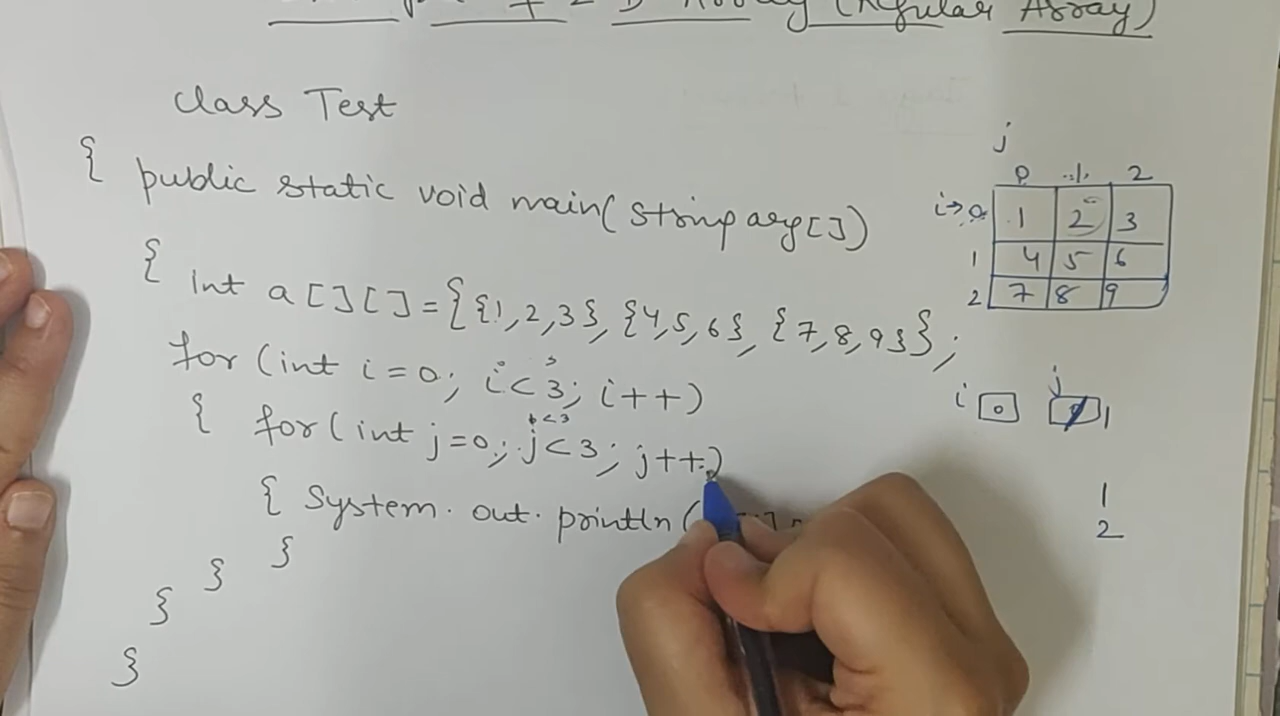 2 D Array (Regular Array)
class Test
{ public static void main(String arg[])
{ int a[][]={{1,2,3},{4,5,6},{7,8,9}};
for (int i=0; i<3; i++)
{ for(int j=0; j<3; j++)
{ System.out.println(
}
}
}
}
j
0 1 2
i→ 0 1 2 3
1 4 5 6
2 7 8 9
i 0 j 1
1
2